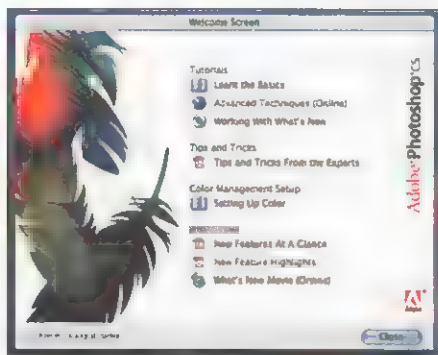 Welcome Screen
Tutorials
Learn the Basics
Advanced Techniques (Online)
Working With What's New
Tips and Tricks
Tips and Tricks From the Experts
Color Management Setup
Setting Up Color
New Features At A Glance
New Feature Highlights
What's New Movie (Online)
Adobe® Photoshop® CS
Adobe
Close